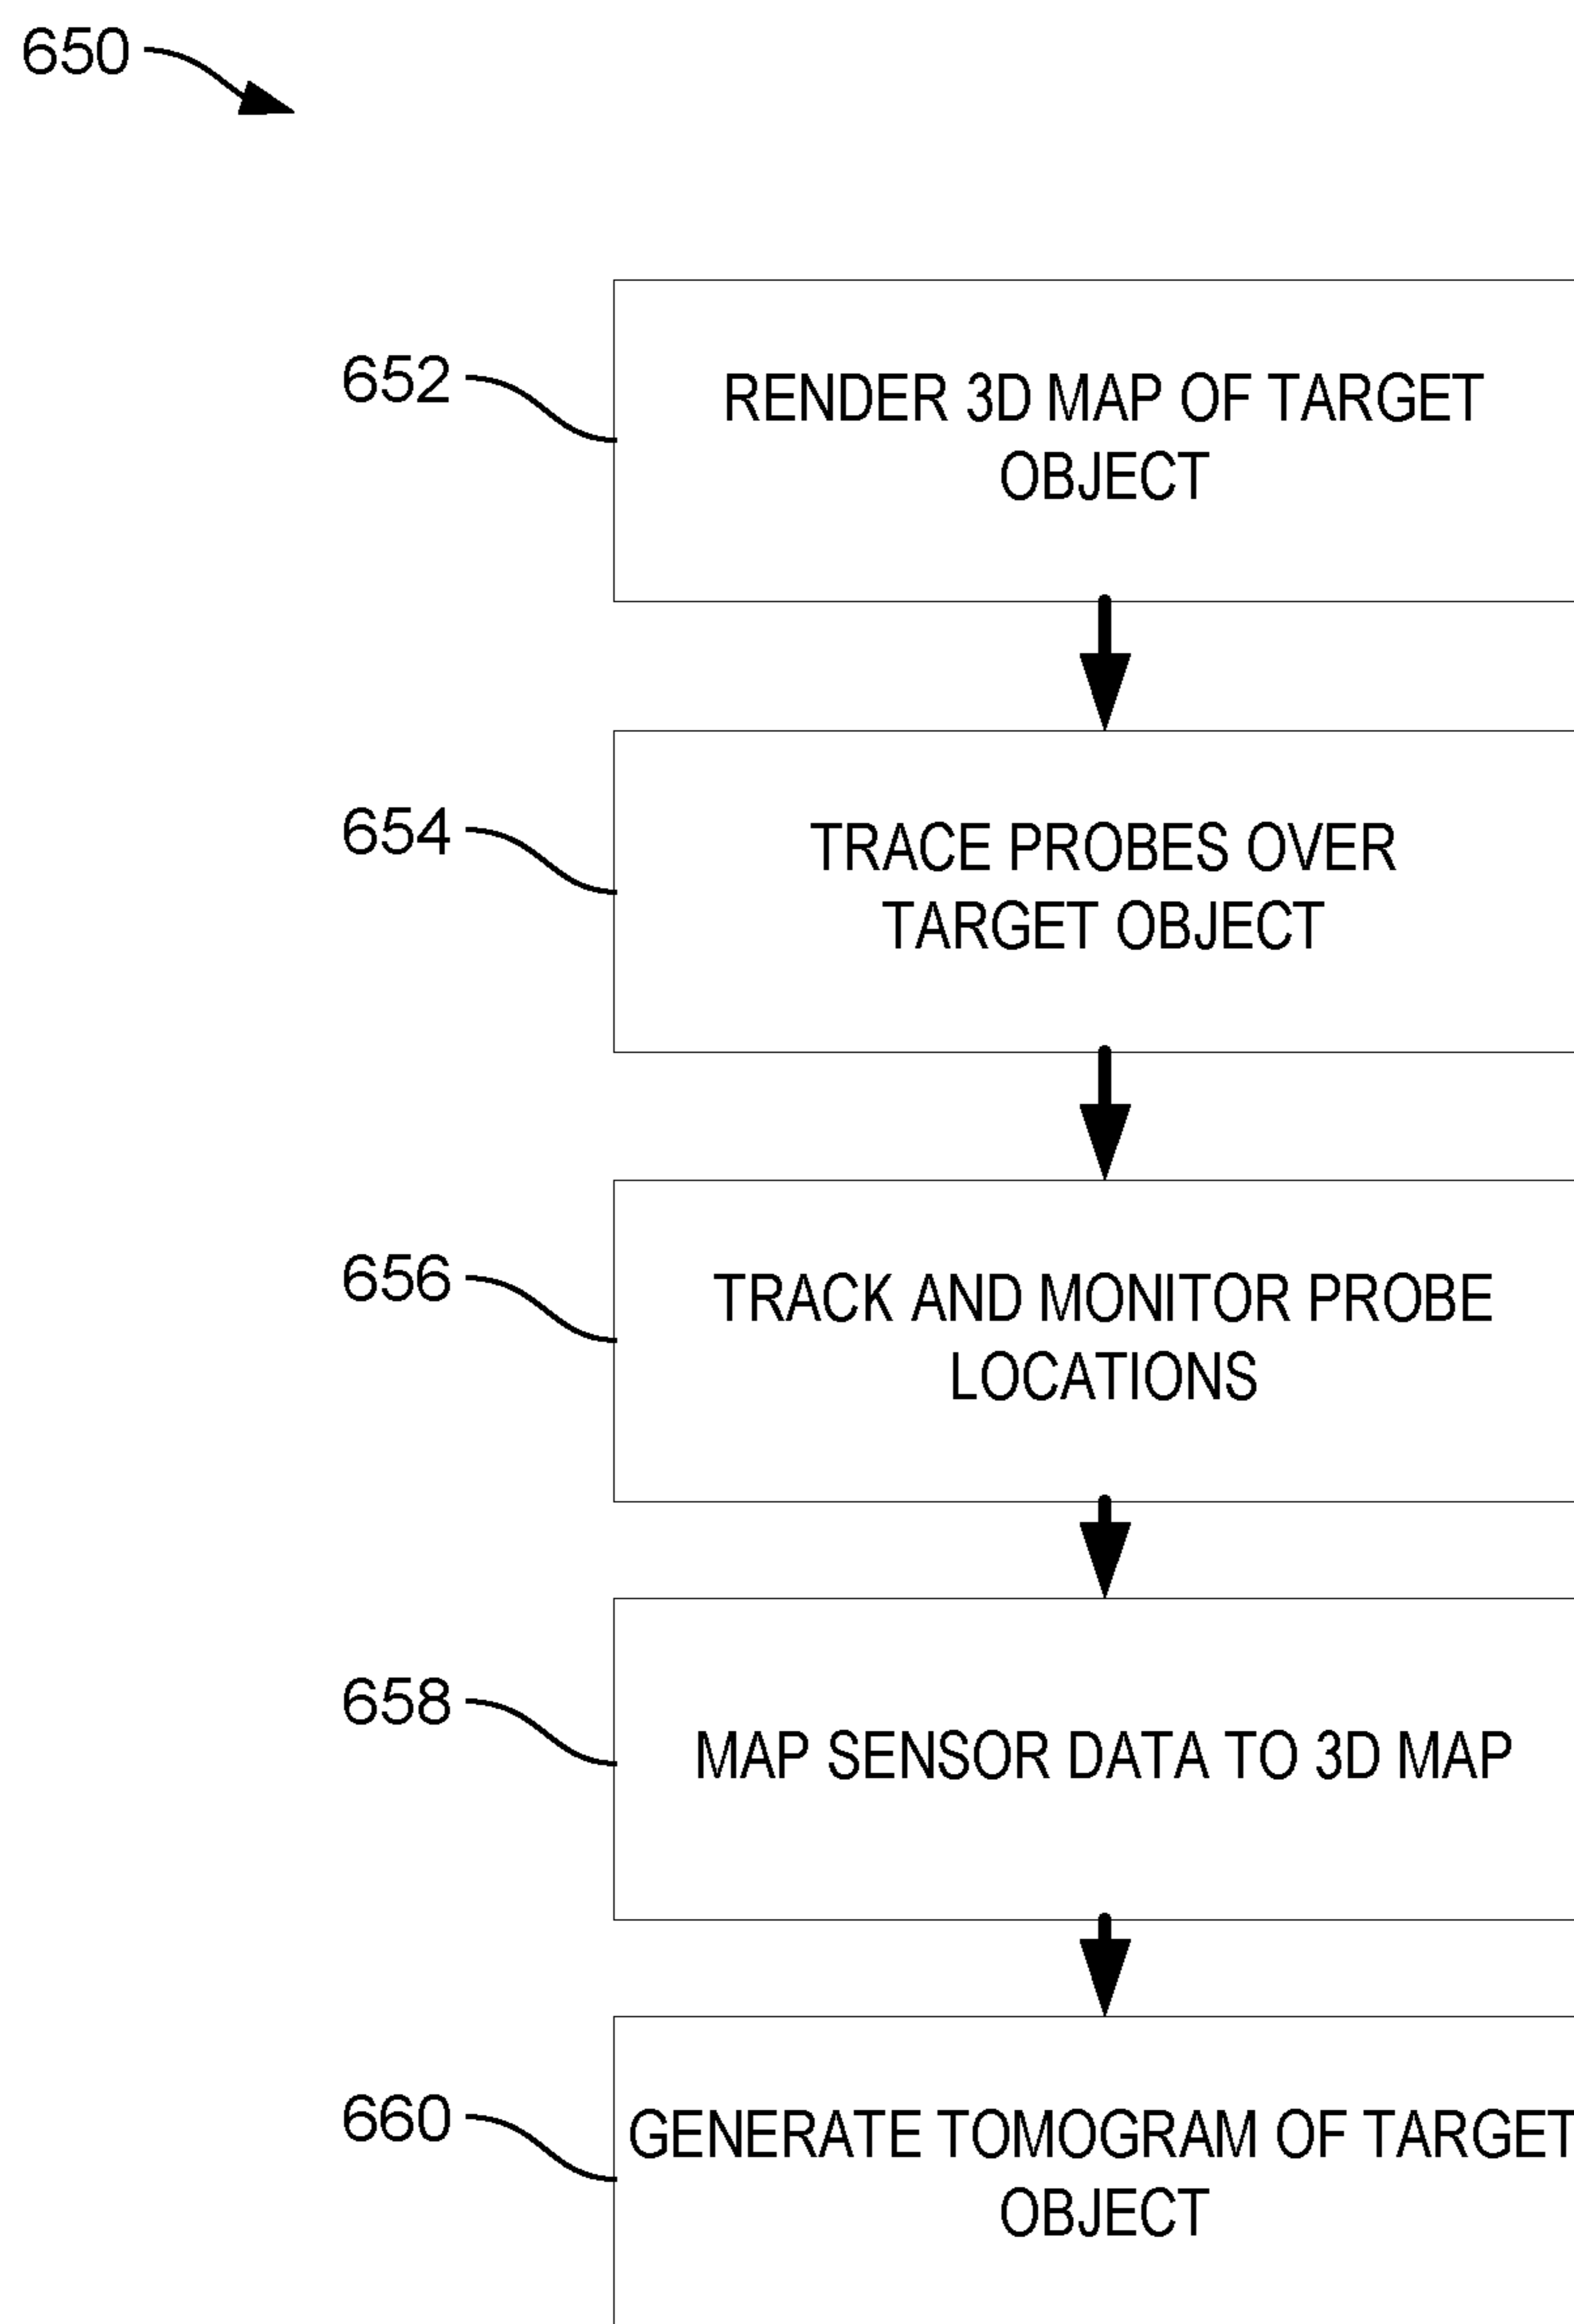 650
652
RENDER 3D MAP OF TARGET
OBJECT
654
TRACE PROBES OVER
TARGET OBJECT
656
TRACK AND MONITOR PROBE
LOCATIONS
658
MAP SENSOR DATA TO 3D MAP
660
GENERATE TOMOGRAM OF TARGET
OBJECT